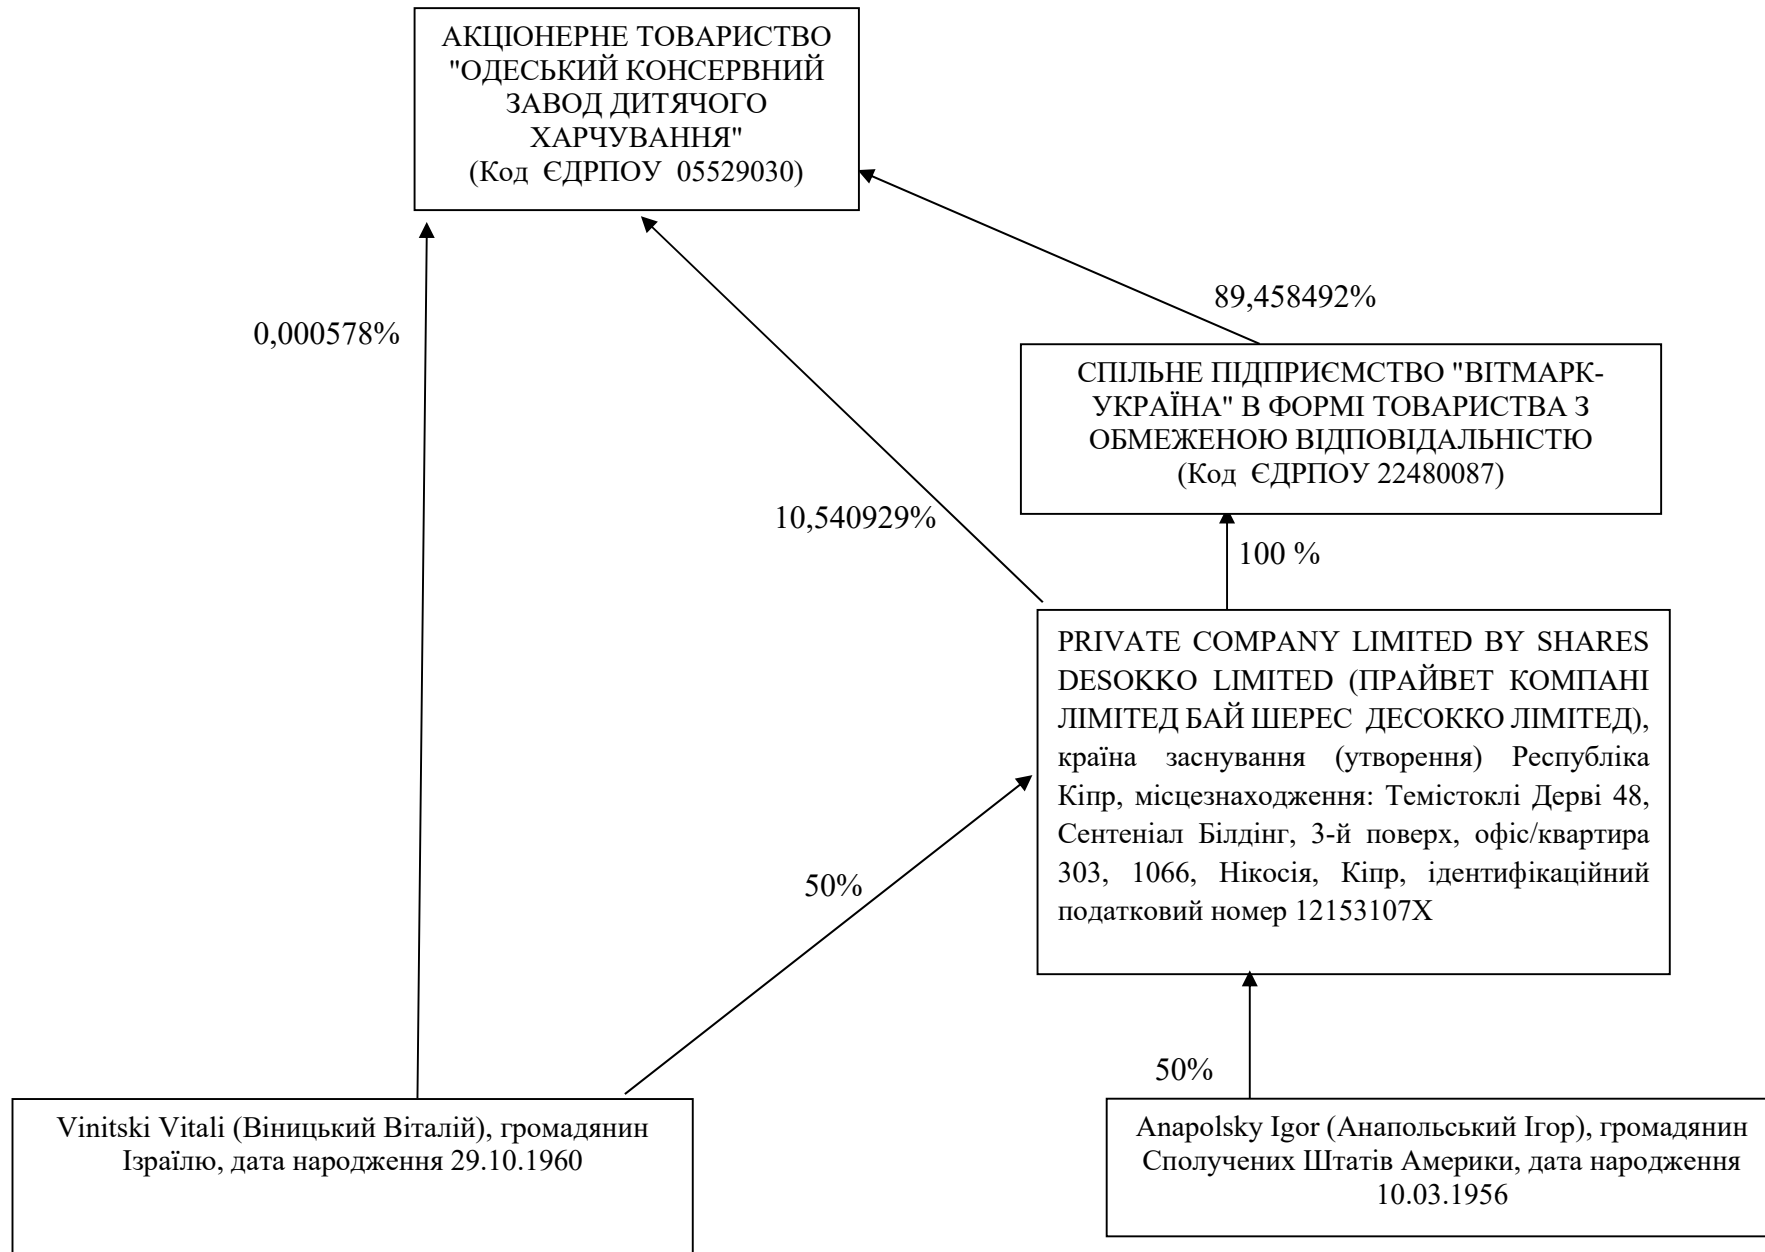 АКЦІОНЕРНЕ ТОВАРИСТВО
"ОДЕСЬКИЙ КОНСЕРВНИЙ
ЗАВОД ДИТЯЧОГО
ХАРЧУВАННЯ"
(Код ЄДРПОУ 05529030)
89,458492%
0,000578%
СПІЛЬНЕ ПІДПРИЄМСТВО "ВІТМАРК-
УКРАЇНА" В ФОРМІ ТОВАРИСТВА З
ОБМЕЖЕНОЮ ВІДПОВІДАЛЬНІСТЮ
(Код ЄДРПОУ 22480087)
10,540929%
100 %
PRIVATE COMPANY LIMITED BY SHARES
DESOKKO LIMITED (ПРАЙВЕТ КОМПАНІ
ЛІМІТЕД БАЙ ШЕРЕС ДЕСОККО ЛІМІТЕД),
країна заснування (утворення) Республіка
Кіпр, місцезнаходження: Темістоклі Дерві 48,
Сентеніал Білдінг, 3-й поверх, офіс/квартира
303, 1066, Нікосія, Кіпр, ідентифікаційний
податковий номер 12153107X
50%
50%
Vinitski Vitali (Віницький Віталій), громадянин
Ізраїлю, дата народження 29.10.1960
Anapolsky Igor (Анапольський Ігор), громадянин
Сполучених Штатів Америки, дата народження
10.03.1956